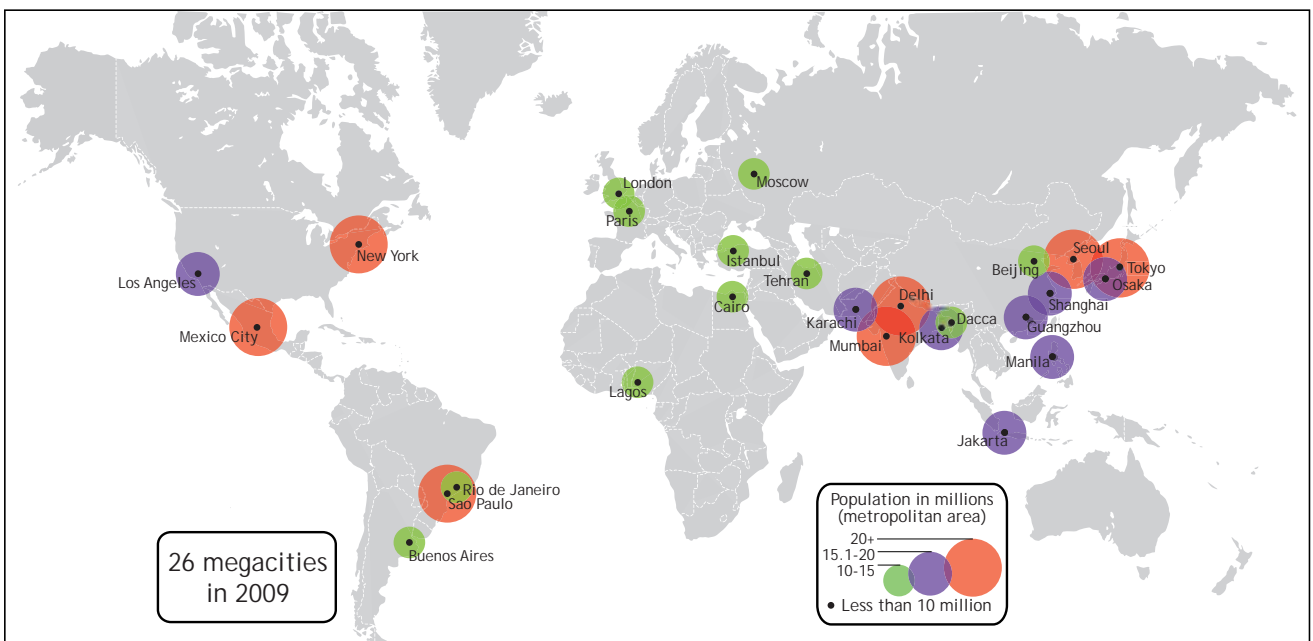 London
Moscow
Paris
New York
Istanbul
Seoul
Beijing
Tokyo
Los Angeles
Tehran
Osaka
Cairo
Delhi
Shanghai
Karachi
Dacca
Guangzhou
Mexico City
Kolkata
Mumbai
Manila
Lagos
Jakarta
Rio de Janeiro
Sao Paulo
Buenos Aires
26 megacities
in 2009
Population in millions
(metropolitan area)
20+
15.1-20
10-15
Less than 10 million